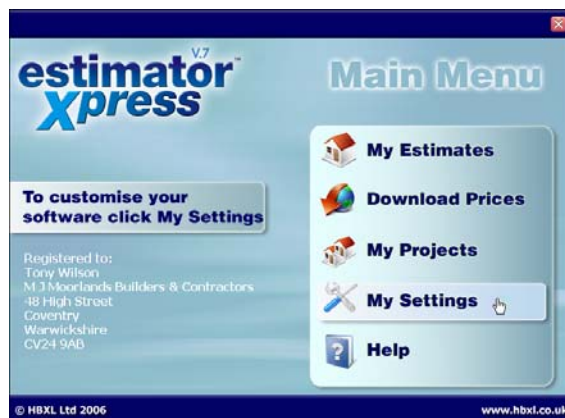 V.7
estimator™
Xpress
Main Menu
My Estimates
Download Prices
To customise your
software click My Settings
My Projects
Registered to:
Tony Wilson
M J Moorlands Builders & Contractors
48 High Street
Coventry
Warwickshire
CV24 9AB
My Settings
Help
© HBXL Ltd 2006
www.hbxl.co.uk